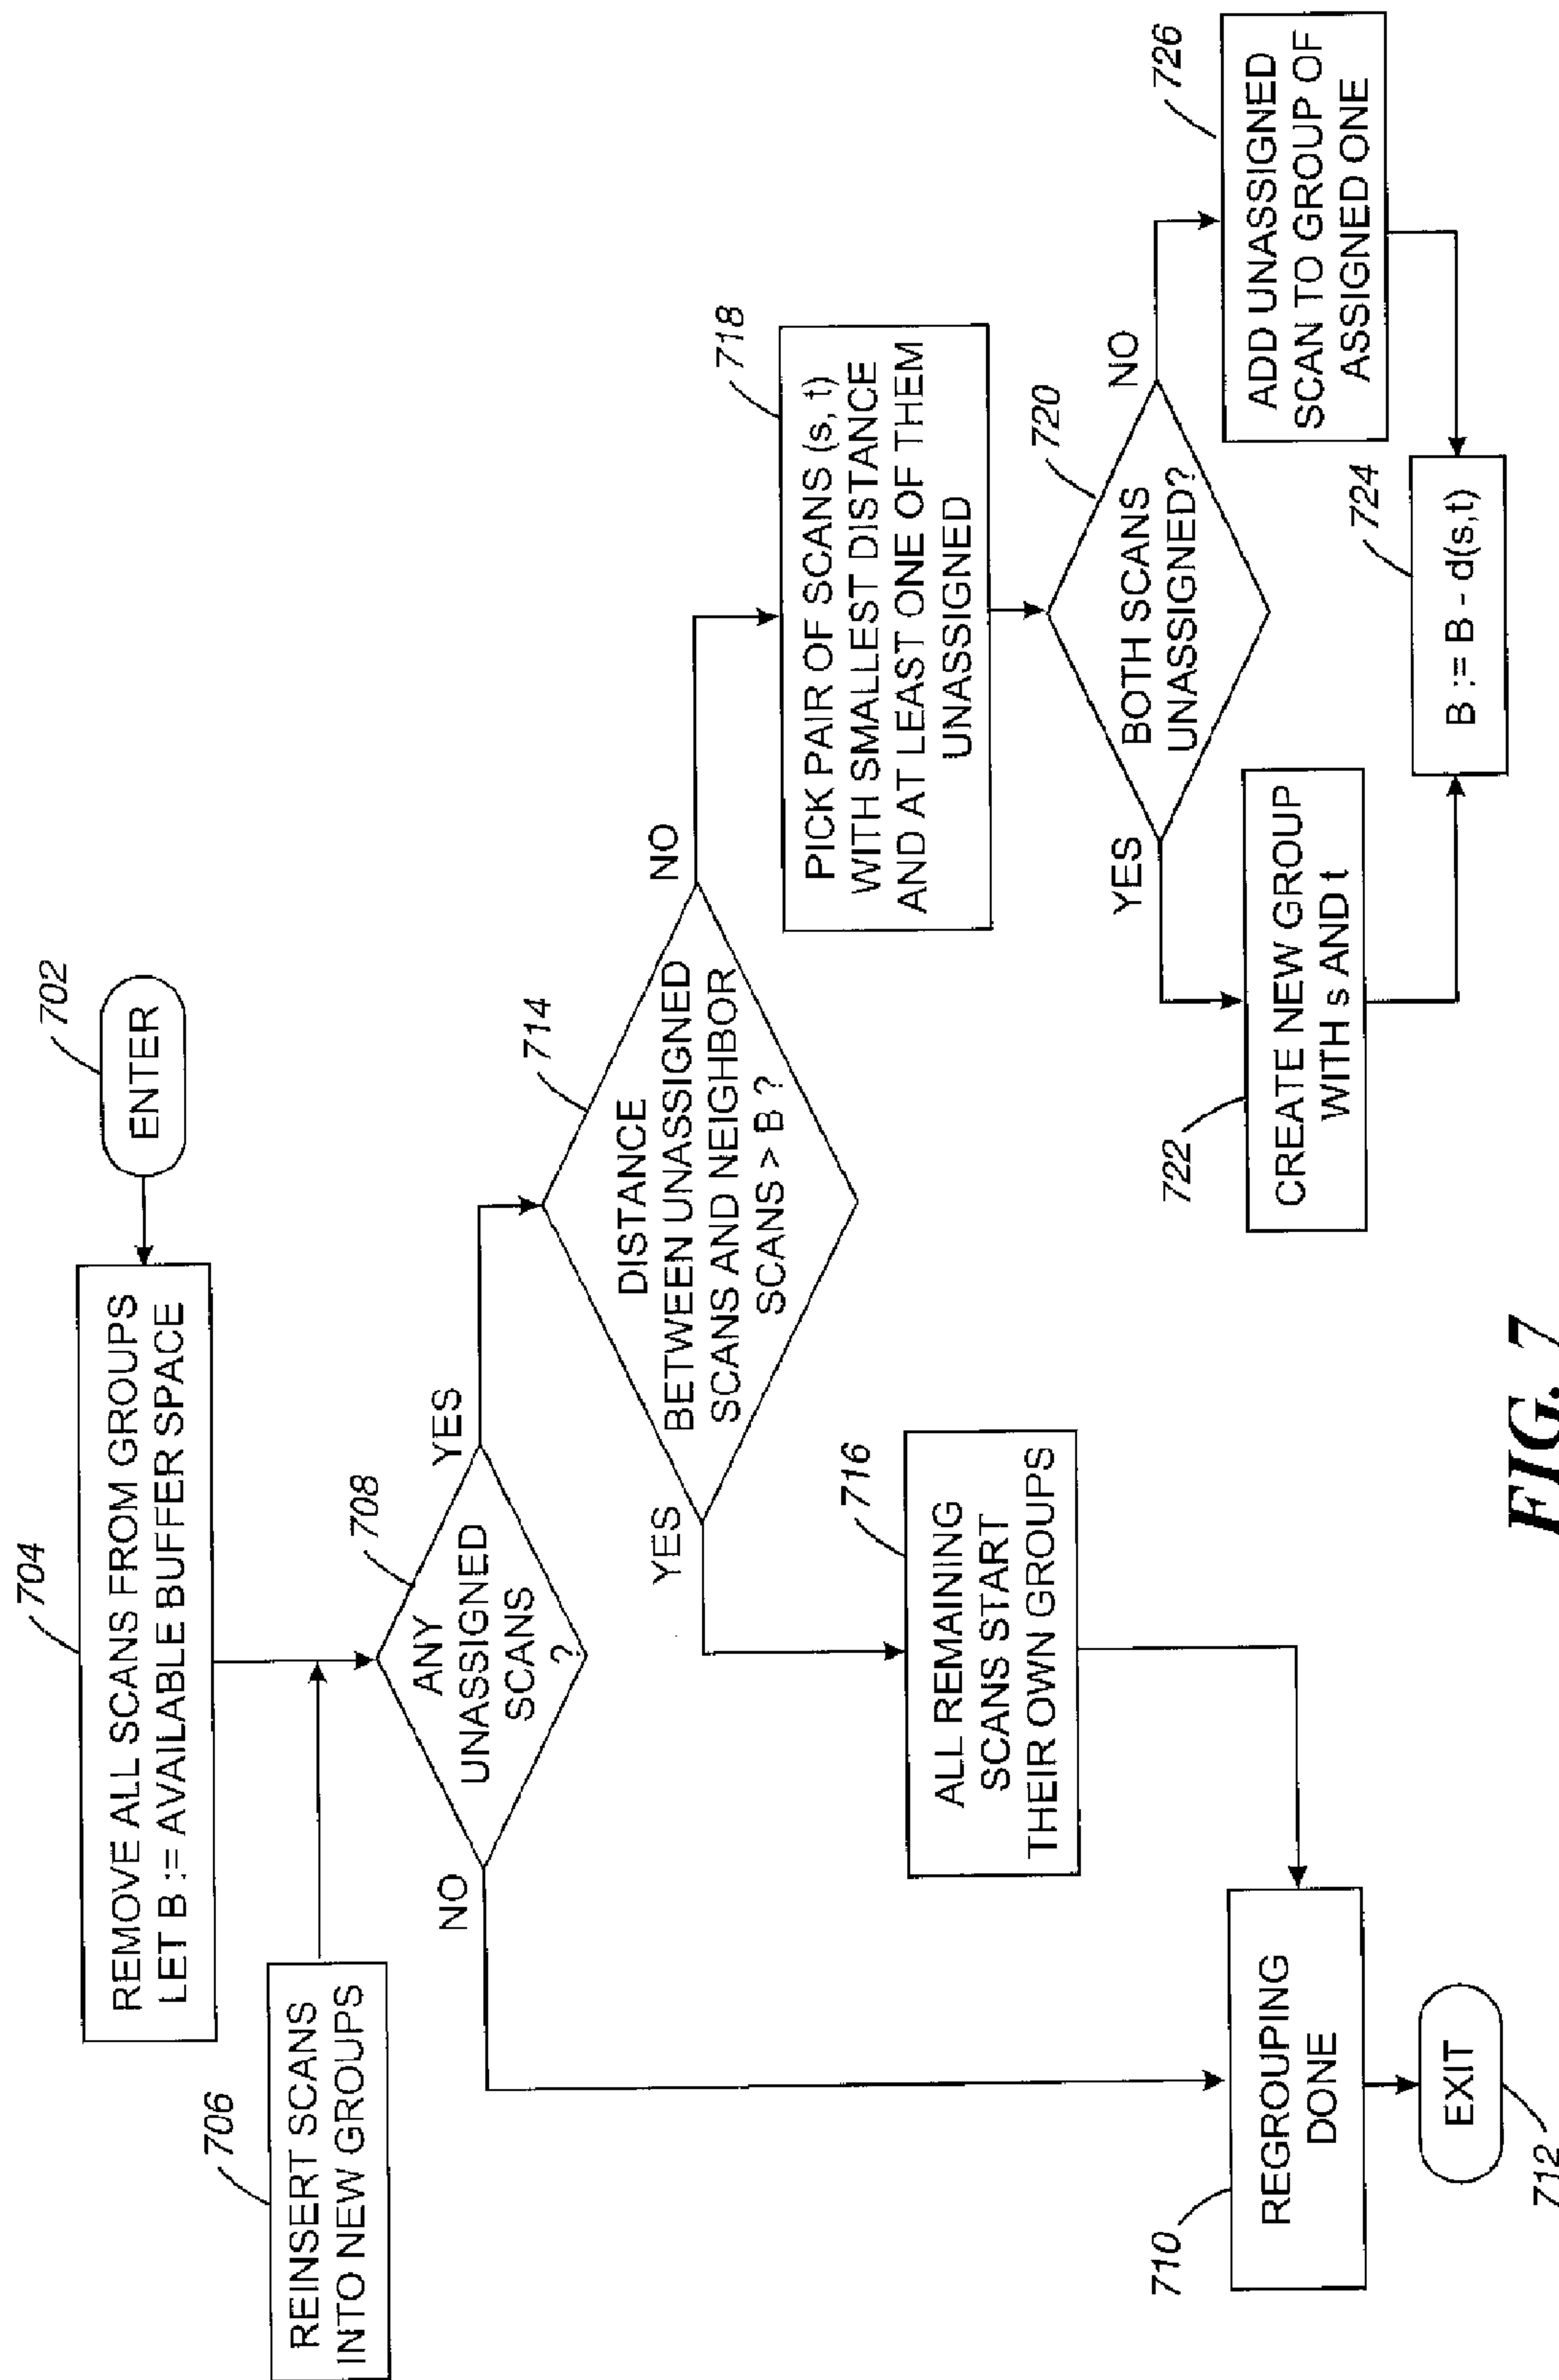 702
ENTER
704
REMOVE ALL SCANS FROM GROUPS
LET B := AVAILABLE BUFFER SPACE
706
REINSERT SCANS
INTO NEW GROUPS
708
ANY
UNASSIGNED
SCANS
?
NO
YES
714
DISTANCE
BETWEEN UNASSIGNED
SCANS AND NEIGHBOR
SCANS > B ?
YES
NO
716
ALL REMAINING
SCANS START
THEIR OWN GROUPS
718
PICK PAIR OF SCANS (s, t)
WITH SMALLEST DISTANCE
AND AT LEAST ONE OF THEM
UNASSIGNED
720
BOTH SCANS
UNASSIGNED?
YES
NO
722
CREATE NEW GROUP
WITH s AND t
726
ADD UNASSIGNED
SCAN TO GROUP OF
ASSIGNED ONE
724
B := B - d(s,t)
710
REGROUPING
DONE
EXIT
712
FIG. 7